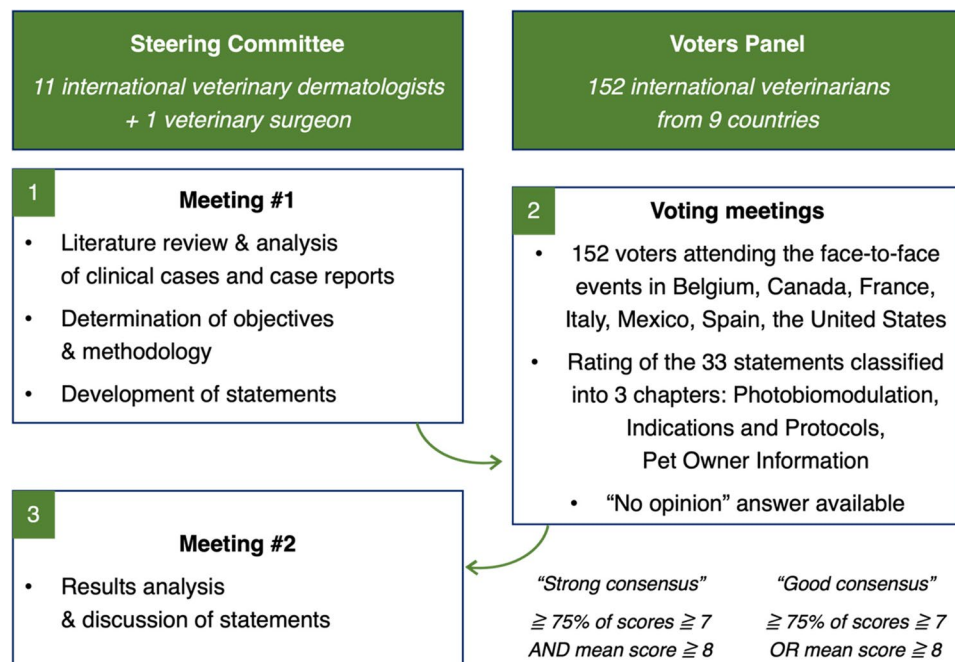 Steering Committee
11 international veterinary dermatologists
+ 1 veterinary surgeon
Voters Panel
152 international veterinarians
from 9 countries
1
Meeting #1
• Literature review & analysis
of clinical cases and case reports
• Determination of objectives
& methodology
• Development of statements
2
Voting meetings
• 152 voters attending the face-to-face
events in Belgium, Canada, France,
Italy, Mexico, Spain, the United States
• Rating of the 33 statements classified
into 3 chapters: Photobiomodulation,
Indications and Protocols,
Pet Owner Information
• “No opinion” answer available
3
Meeting #2
• Results analysis
& discussion of statements
“Strong consensus”
≧ 75% of scores ≧ 7
AND mean score ≧ 8
“Good consensus”
≧ 75% of scores ≧ 7
OR mean score ≧ 8